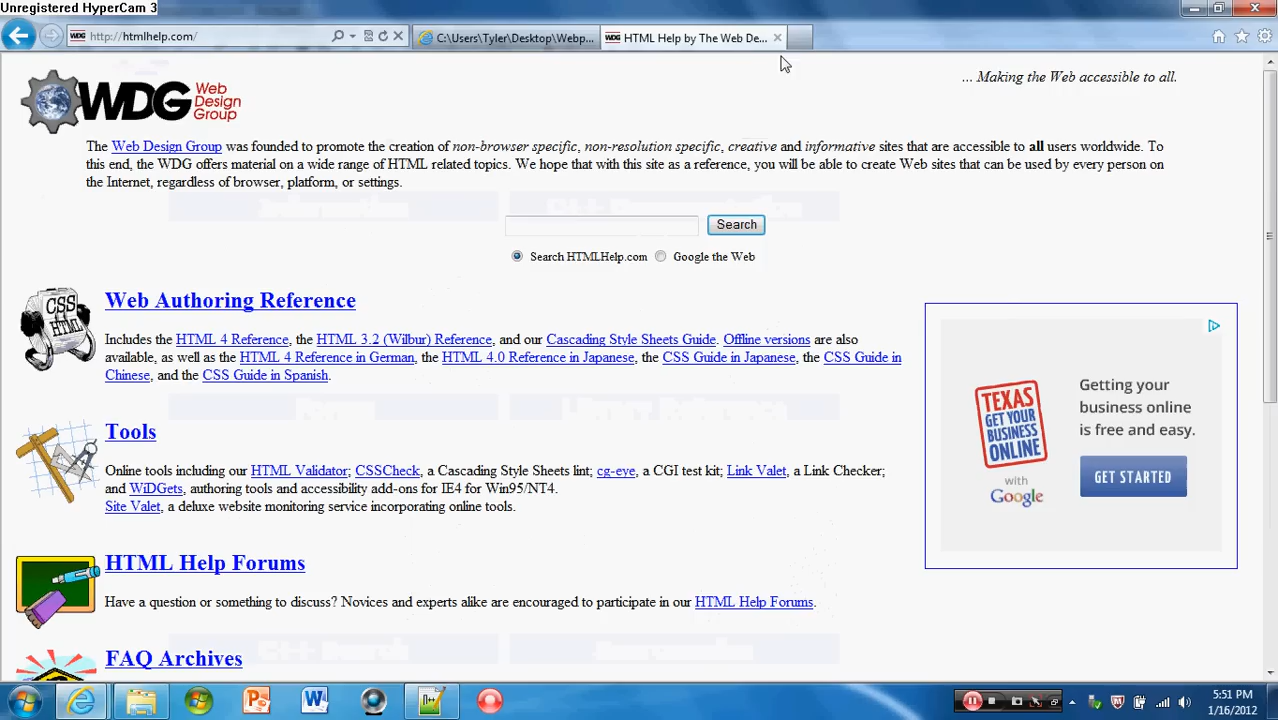 Unregistered HyperCam 3
http://htmlhelp.com/
C:\Users\Tyler\Desktop\Webp...
WDG HTML Help by The Web De...
WDG Web Design Group
... Making the Web accessible to all.
The Web Design Group was founded to promote the creation of non-browser specific, non-resolution specific, creative and informative sites that are accessible to all users worldwide. To
this end, the WDG offers material on a wide range of HTML related topics. We hope that with this site as a reference, you will be able to create Web sites that can be used by every person on
the Internet, regardless of browser, platform, or settings.
Search
Search HTMLHelp.com Google the Web
CSS
HTML
Web Authoring Reference
Includes the HTML 4 Reference, the HTML 3.2 (Wilbur) Reference, and our Cascading Style Sheets Guide. Offline versions are also
available, as well as the HTML 4 Reference in German, the HTML 4.0 Reference in Japanese, the CSS Guide in Japanese, the CSS Guide in
Chinese, and the CSS Guide in Spanish.
TEXAS
GET YOUR
BUSINESS
ONLINE
with
Google
Getting your
business online
is free and easy.
GET STARTED
Tools
Online tools including our HTML Validator; CSSCheck, a Cascading Style Sheets lint; cg-eye, a CGI test kit; Link Valet, a Link Checker;
and WiDGets, authoring tools and accessibility add-ons for IE4 for Win95/NT4.
Site Valet, a deluxe website monitoring service incorporating online tools.
HTML Help Forums
Have a question or something to discuss? Novices and experts alike are encouraged to participate in our HTML Help Forums.
FAQ Archives
5:51 PM
1/16/2012